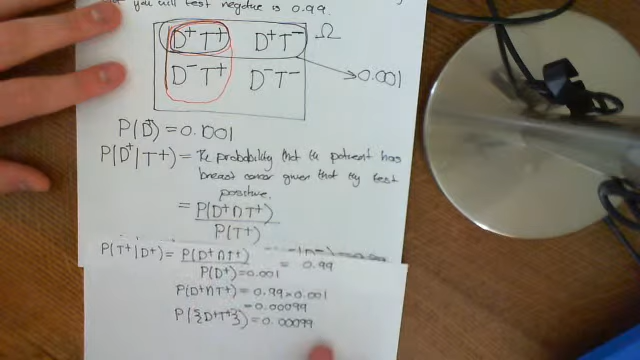 you will test negative is 0.99.
D+T+ D+T- Ω
D-T+ D-T- 0.001
P(D+) = 0.1001
P(D+|T+) = The probability that the patient has
breast cancer given that they test
positive.
= P(D+∩T+)
P(T+)
P(T+|D+) = P(D+∩T+) = 0.99
P(D+) = 0.001
P(D+∩T+) = 0.99×0.001
= 0.00099
P({D+T+}) = 0.00099